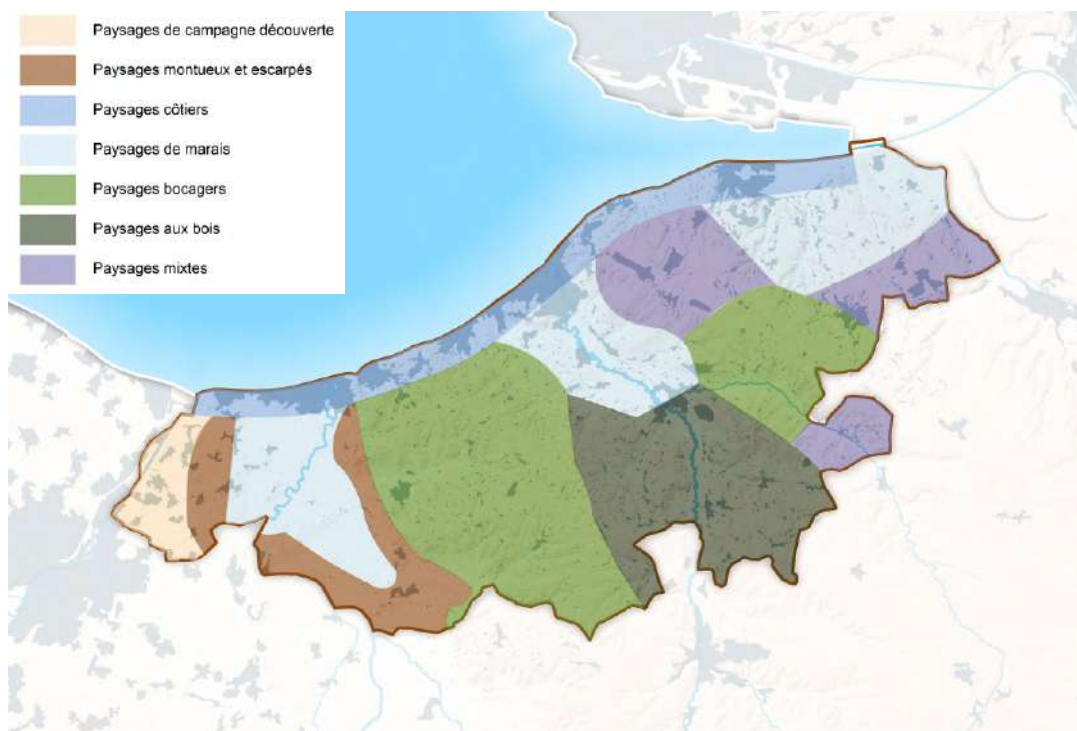 Paysages de campagne découverte
Paysages montueux et escarpés
Paysages côtiers
Paysages de marais
Paysages bocagers
Paysages aux bois
Paysages mixtes